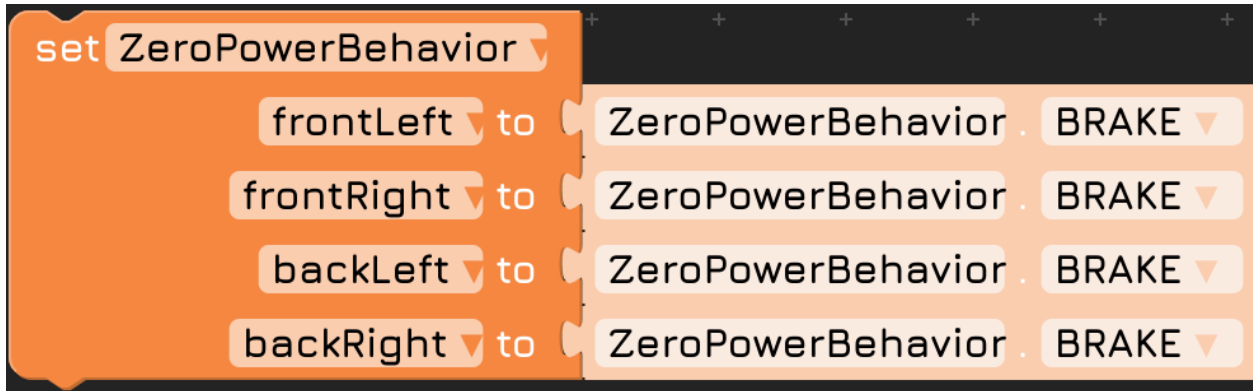 set ZeroPowerBehavior
frontLeft to ZeroPowerBehavior . BRAKE
frontRight to ZeroPowerBehavior . BRAKE
backLeft to ZeroPowerBehavior . BRAKE
backRight to ZeroPowerBehavior . BRAKE